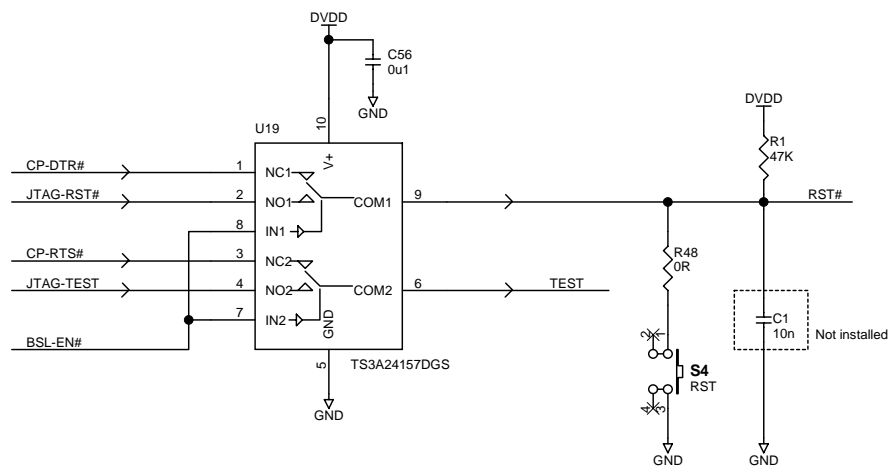 DVDD
C56
0u1
GND
DVDD
U19
10
V+
R1
47K
CP-DTR#
1
NC1
JTAG-RST#
2
NO1
COM1
9
RST#
8
IN1
CP-RTS#
3
NC2
R48
0R
JTAG-TEST
4
NO2
COM2
6
TEST
7
IN2
GND
C1
10n
Not installed
BSL-EN#
5
TS3A24157DGS
2
1
S4
RST
4
3
GND
GND
GND